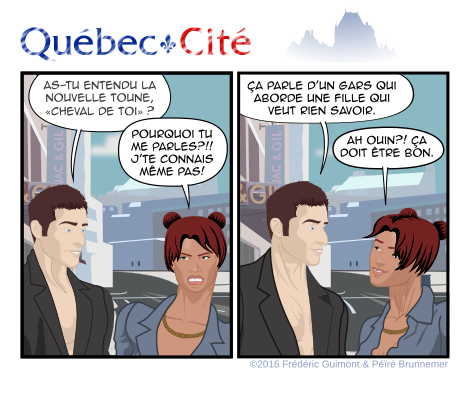 Québec⚜Cité
AS-TU ENTENDU LA
NOUVELLE TOUNE,
«CHEVAL DE TOI» ?
POURQUOI TU
ME PARLES?!!
J'TE CONNAIS
MÊME PAS!
ÇA PARLE D'UN GARS QUI
ABORDE UNE FILLE QUI
VEUT RIEN SAVOIR.
AH OUIN?! ÇA
DOIT ÊTRE BON.
©2016 Frédéric Guimont & Péïré Brunnemer